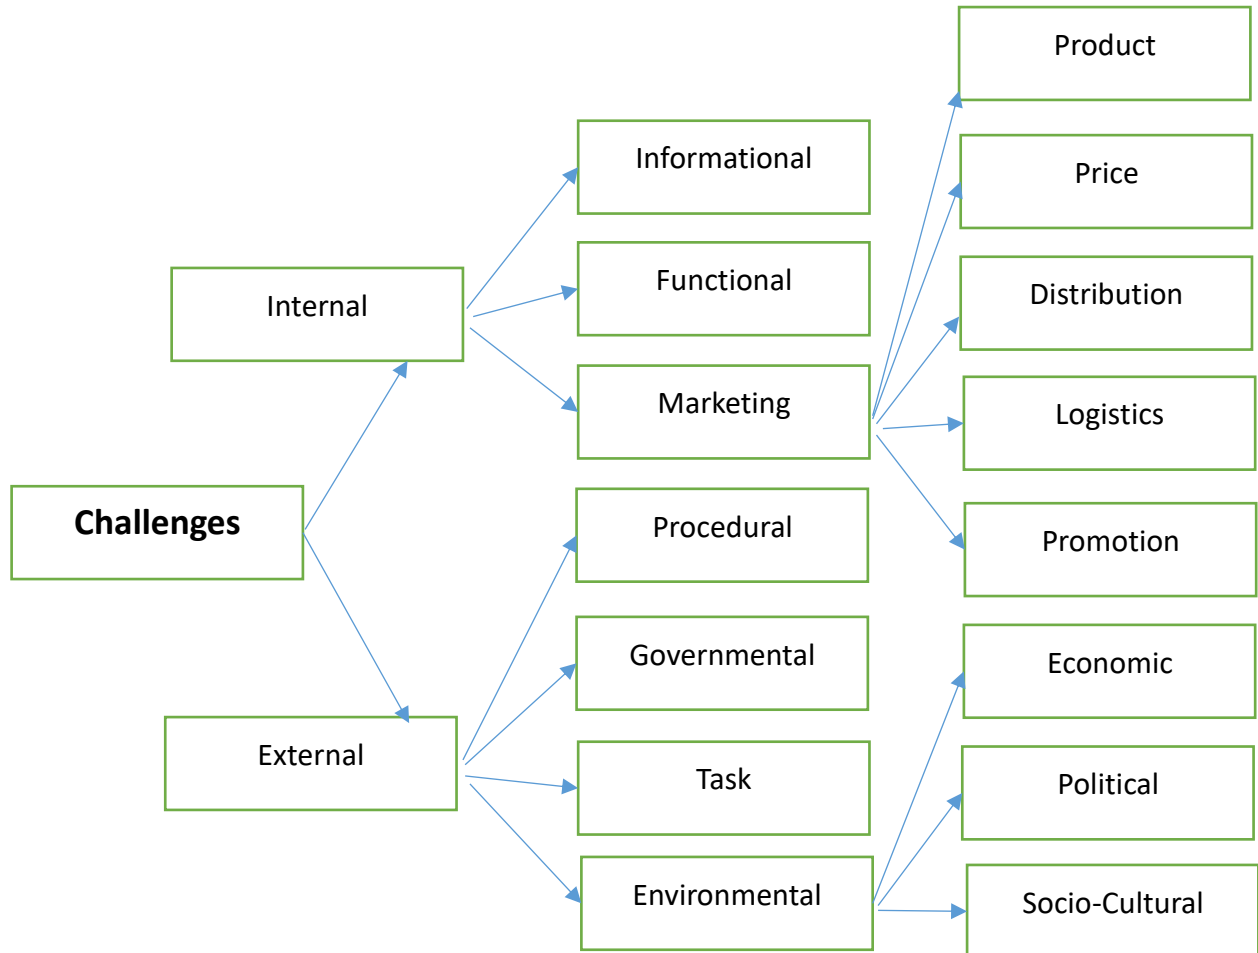 Product
Informational
Price
Functional
Internal
Distribution
Marketing
Logistics
Challenges
Procedural
Promotion
Governmental
Economic
External
Task
Political
Environmental
Socio-Cultural